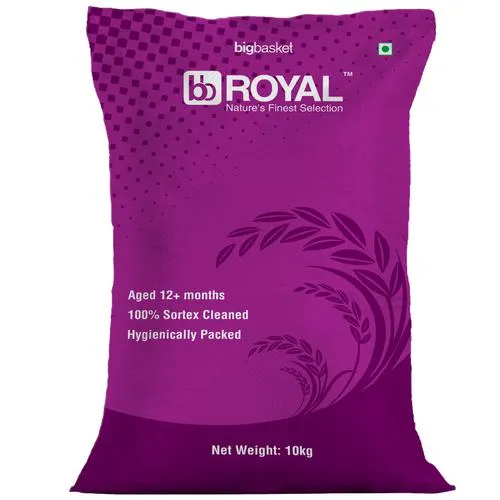 bigbasket
bb ROYAL™
Nature's Finest Selection
Aged 12+ months
100% Sortex Cleaned
Hygienically Packed
Net Weight: 10kg